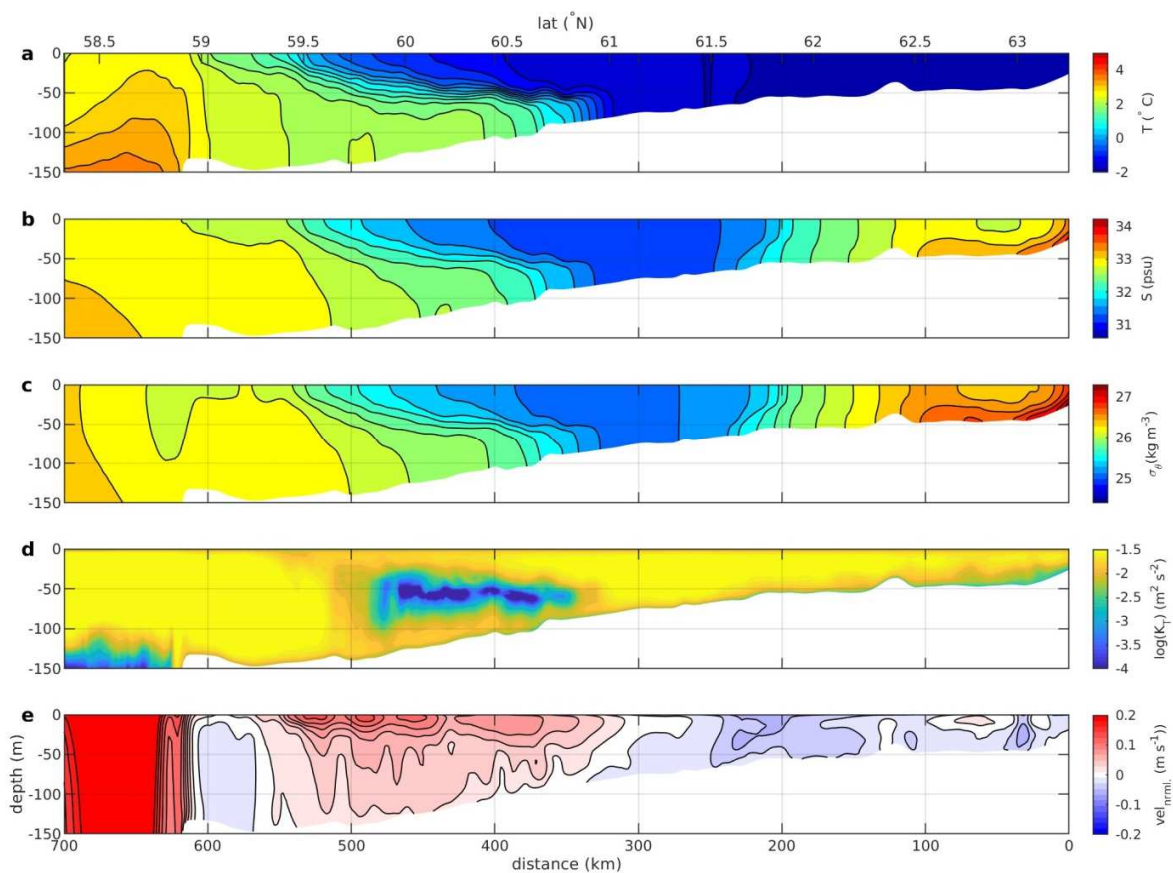 lat (°N)
58.5 59 59.5 60 60.5 61 61.5 62 62.5 63
a
0
-50
-100
-150
4
2
0
-2
T (°C)
b
0
-50
-100
-150
34
33
32
31
S (psu)
c
0
-50
-100
-150
27
26
25
σθ(kg m⁻³)
d
0
-50
-100
-150
-1.5
-2
-2.5
-3
-3.5
-4
log(K_T) (m² s⁻²)
e
0
-50
-100
-150
depth (m)
0.2
0.1
0
-0.1
-0.2
vel_nrml. (m s⁻¹))
700 600 500 400 300 200 100 0
distance (km)